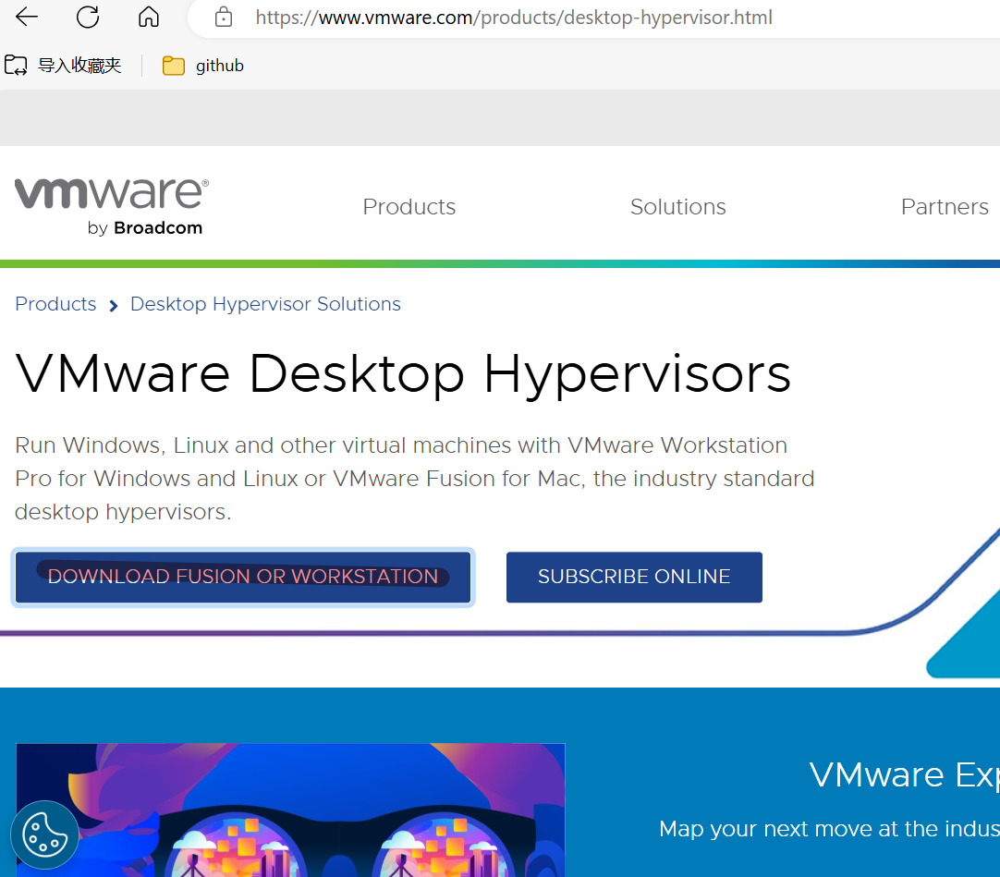 https://www.vmware.com/products/desktop-hypervisor.html
导入收藏夹 github
vmware®
by Broadcom
Products Solutions Partners
Products > Desktop Hypervisor Solutions
VMware Desktop Hypervisors
Run Windows, Linux and other virtual machines with VMware Workstation
Pro for Windows and Linux or VMware Fusion for Mac, the industry standard
desktop hypervisors.
DOWNLOAD FUSION OR WORKSTATION SUBSCRIBE ONLINE
VMware Exp
Map your next move at the indus